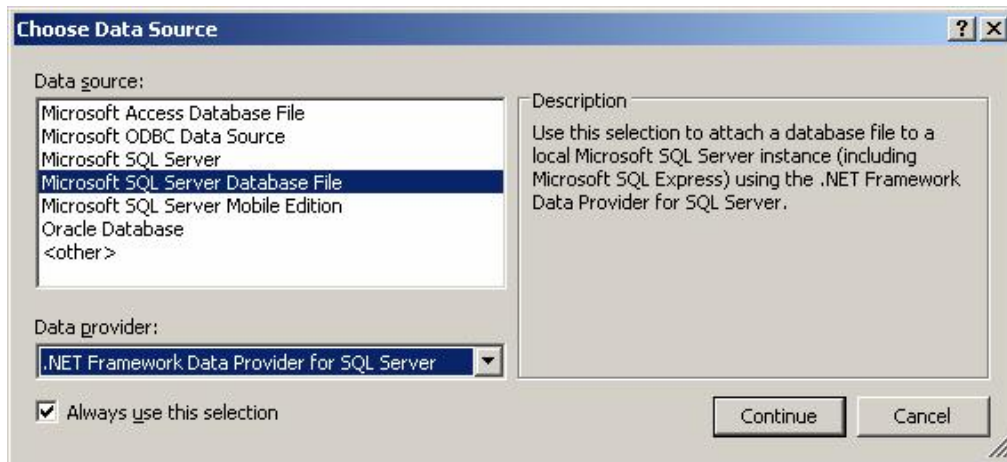 Choose Data Source
Data source:
Microsoft Access Database File
Microsoft ODBC Data Source
Microsoft SQL Server
Microsoft SQL Server Database File
Microsoft SQL Server Mobile Edition
Oracle Database
<other>
Data provider:
.NET Framework Data Provider for SQL Server
Always use this selection
Description
Use this selection to attach a database file to a
local Microsoft SQL Server instance (including
Microsoft SQL Express) using the .NET Framework
Data Provider for SQL Server.
Continue
Cancel